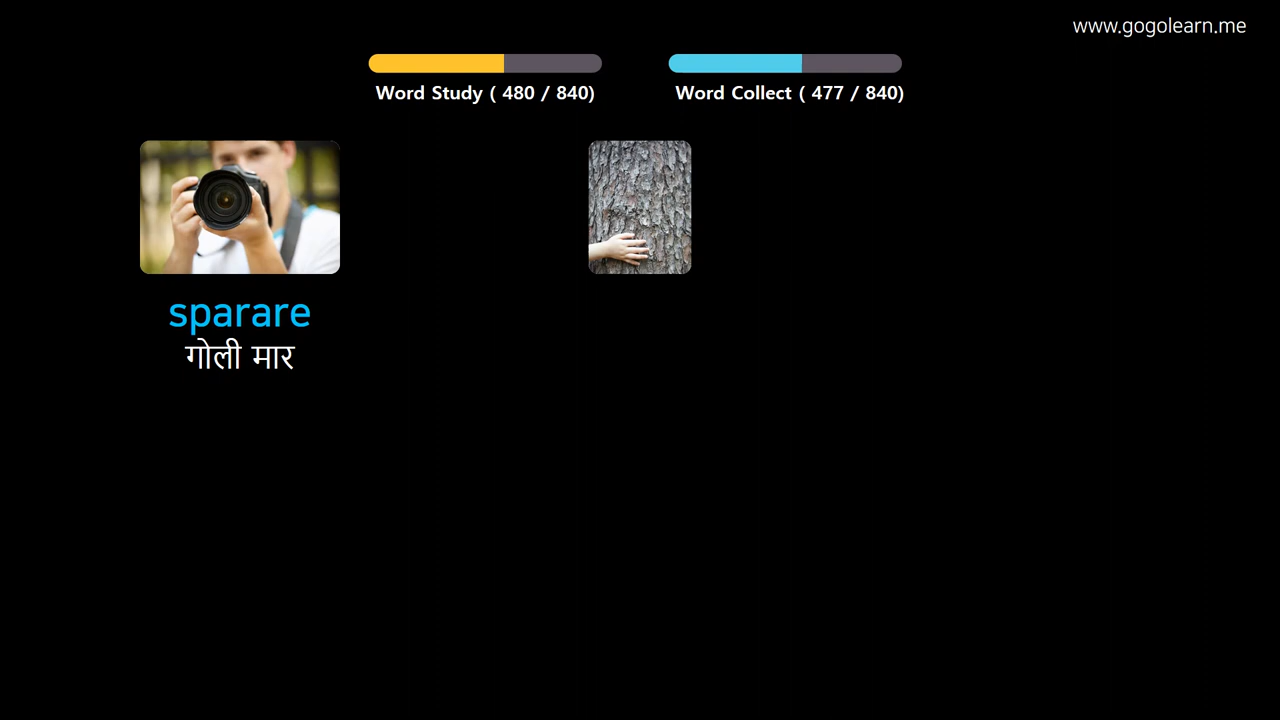 www.gogolearn.me
Word Study ( 480 / 840)
Word Collect ( 477 / 840)
sparare
गोली मार